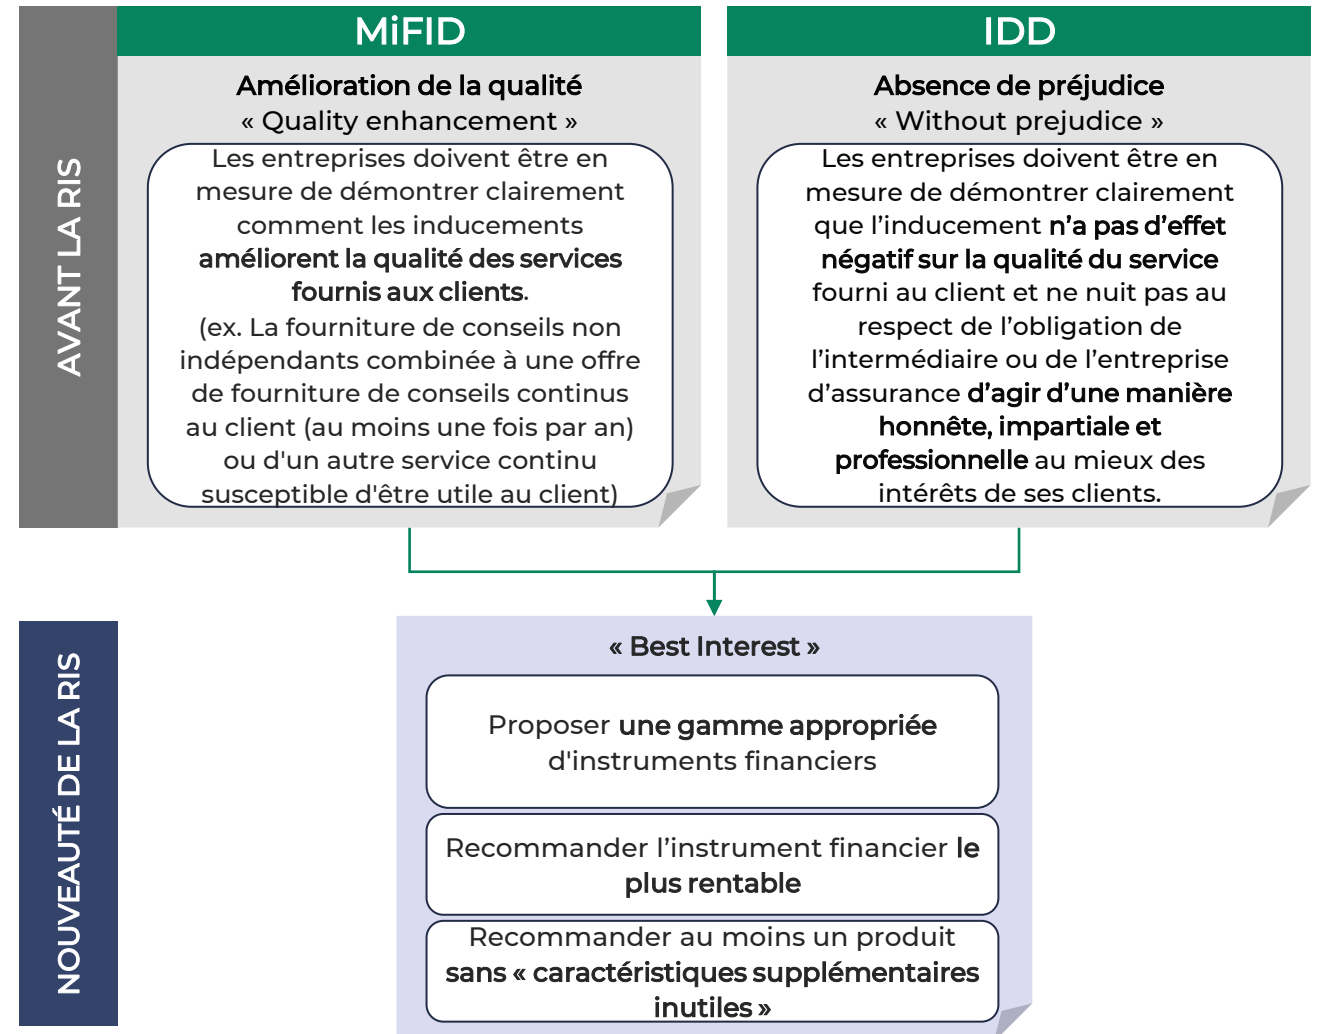 MiFID
IDD
AVANT LA RIS
Amélioration de la qualité
« Quality enhancement »
Les entreprises doivent être en
mesure de démontrer clairement
comment les inducements
améliorent la qualité des services
fournis aux clients.
(ex. La fourniture de conseils non
indépendants combinée à une offre
de fourniture de conseils continus
au client (au moins une fois par an)
ou d'un autre service continu
susceptible d'être utile au client)
Absence de préjudice
« Without prejudice »
Les entreprises doivent être en
mesure de démontrer clairement
que l’inducement n’a pas d’effet
négatif sur la qualité du service
fourni au client et ne nuit pas au
respect de l’obligation de
l’intermédiaire ou de l’entreprise
d’assurance d’agir d’une manière
honnête, impartiale et
professionnelle au mieux des
intérêts de ses clients.
NOUVEAUTÉ DE LA RIS
« Best Interest »
Proposer une gamme appropriée
d'instruments financiers
Recommander l’instrument financier le
plus rentable
Recommander au moins un produit
sans « caractéristiques supplémentaires
inutiles »